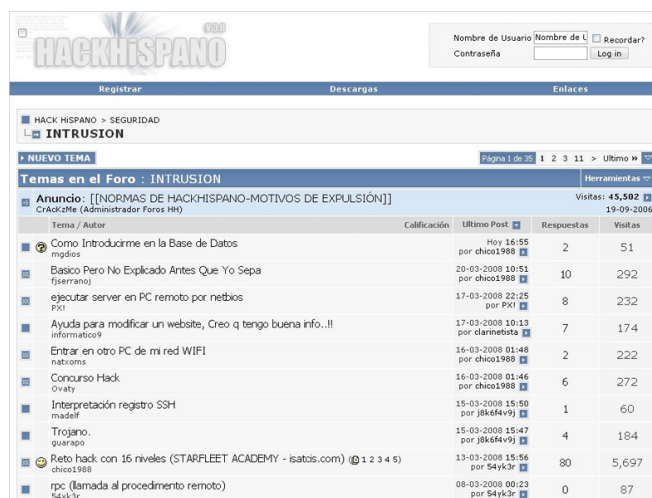 HACKHiSPANO v3.0
Nombre de Usuario Nombre de U Recordar?
Contraseña Log in
Registrar Descargas Enlaces
HACK HiSPANO > SEGURIDAD
INTRUSION
NUEVO TEMA Página 1 de 35 1 2 3 11 > Ultimo »
Temas en el Foro : INTRUSION Herramientas
Anuncio: [[NORMAS DE HACKHISPANO-MOTIVOS DE EXPULSIÓN]] Visitas: 45,502
CrAcKzMe (Administrador Foros HH) 19-09-2006
Tema / Autor Calificación Ultimo Post Respuestas Visitas
Como Introducirme en la Base de Datos Hoy 16:55 2 51
mgdios por chico1988
Basico Pero No Explicado Antes Que Yo Sepa 20-03-2008 10:51 10 292
fjserranoj por chico1988
ejecutar server en PC remoto por netbios 17-03-2008 22:25 8 232
PX! por PX!
Ayuda para modificar un website, Creo q tengo buena info..!! 17-03-2008 10:13 7 174
informatico9 por clarinetista
Entrar en otro PC de mi red WIFI 16-03-2008 01:48 2 222
natxoms por chico1988
Concurso Hack 16-03-2008 01:46 6 272
Ovaty por chico1988
Interpretación registro SSH 15-03-2008 15:50 1 60
madelf por j8k6f4v9j
Trojano. 15-03-2008 15:47 4 184
guarapo por j8k6f4v9j
Reto hack con 16 niveles (STARFLEET ACADEMY - isatcis.com) ( 1 2 3 4 5) 13-03-2008 15:56 80 5,697
chico1988 por 54yk3r
rpc (llamada al procedimento remoto) 08-03-2008 00:23 0 87
54yk3r por 54yk3r